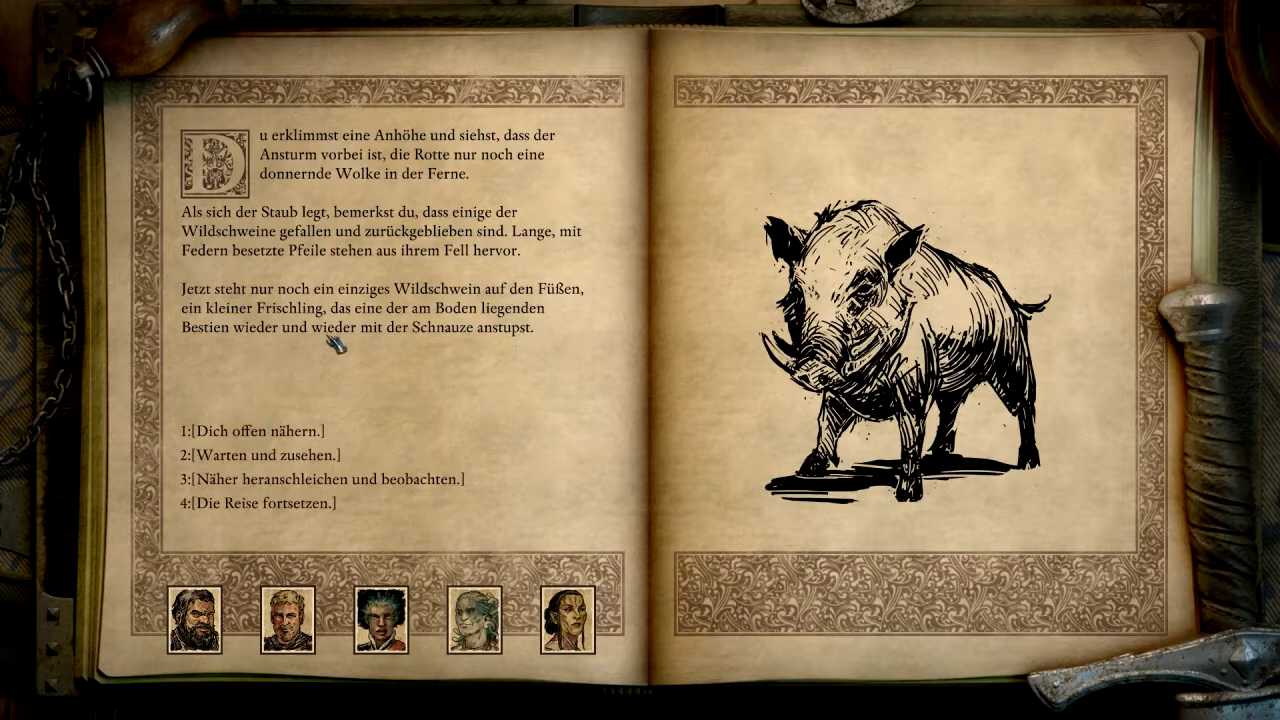 Du erklimmst eine Anhöhe und siehst, dass der
Ansturm vorbei ist, die Rotte nur noch eine
donnernde Wolke in der Ferne.
Als sich der Staub legt, bemerkst du, dass einige der
Wildschweine gefallen und zurückgeblieben sind. Lange, mit
Federn besetzte Pfeile stehen aus ihrem Fell hervor.
Jetzt steht nur noch ein einziges Wildschwein auf den Füßen,
ein kleiner Frischling, das eine der am Boden liegenden
Bestien wieder und wieder mit der Schnauze anstupst.
1:[Dich offen nähern.]
2:[Warten und zusehen.]
3:[Näher heranschleichen und beobachten.]
4:[Die Reise fortsetzen.]